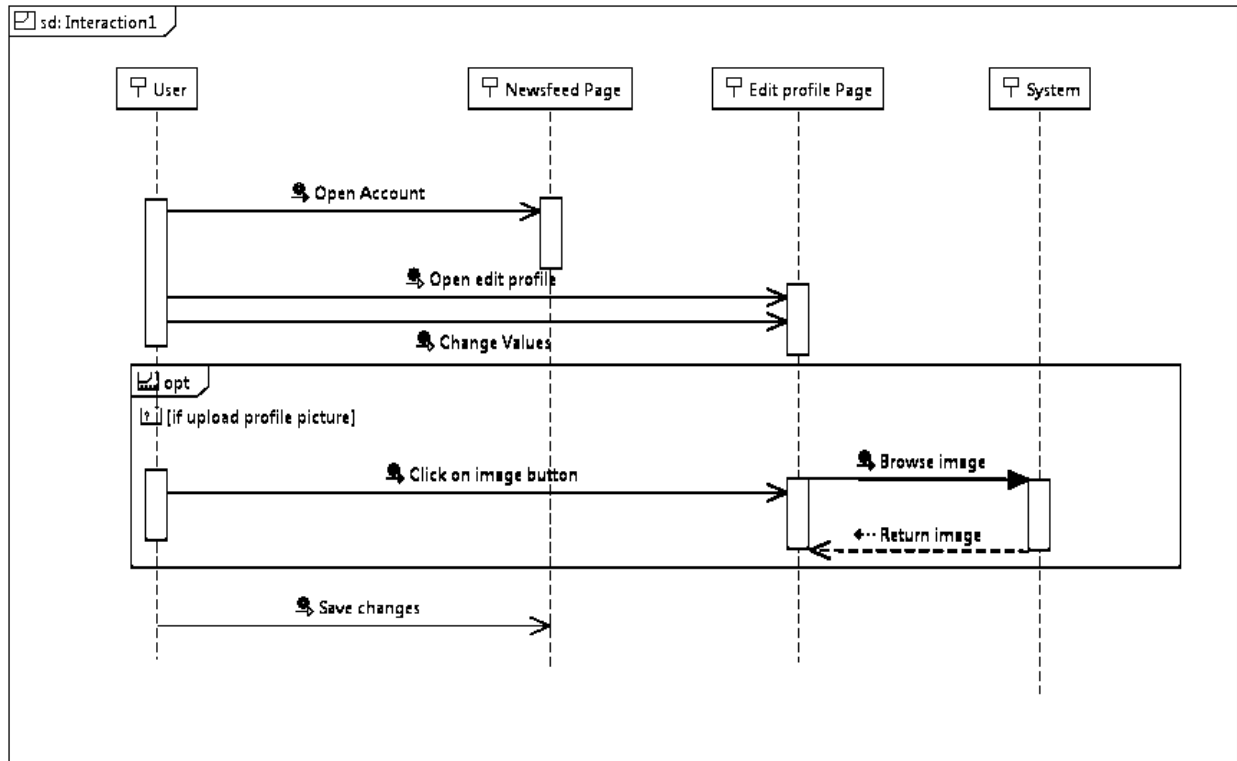 sd: Interaction1
User
Newsfeed Page
Edit profile Page
System
Open Account
Open edit profile
Change Values
opt
[if upload profile picture]
Click on image button
Browse image
Return image
Save changes